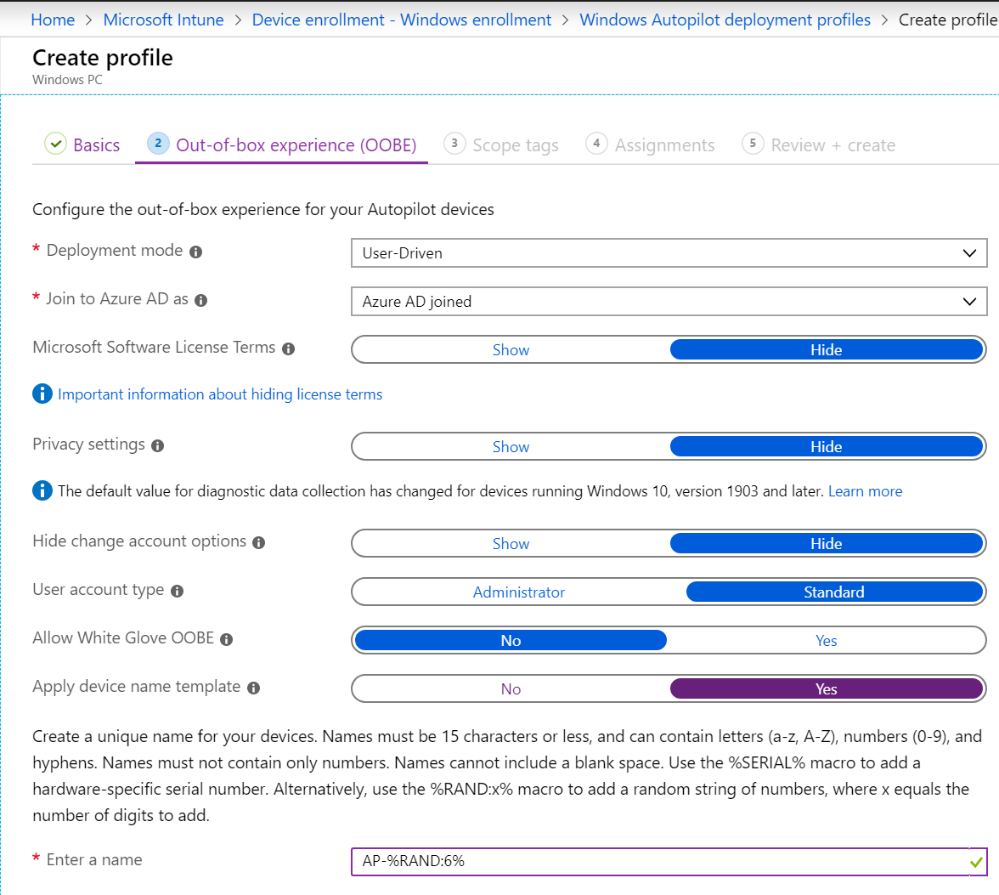 Home > Microsoft Intune > Device enrollment - Windows enrollment > Windows Autopilot deployment profiles > Create profile
Create profile
Windows PC
Basics
2 Out-of-box experience (OOBE)
3 Scope tags
4 Assignments
5 Review + create
Configure the out-of-box experience for your Autopilot devices
* Deployment mode
User-Driven
* Join to Azure AD as
Azure AD joined
Microsoft Software License Terms
Show
Hide
Important information about hiding license terms
Privacy settings
Show
Hide
The default value for diagnostic data collection has changed for devices running Windows 10, version 1903 and later. Learn more
Hide change account options
Show
Hide
User account type
Administrator
Standard
Allow White Glove OOBE
No
Yes
Apply device name template
No
Yes
Create a unique name for your devices. Names must be 15 characters or less, and can contain letters (a-z, A-Z), numbers (0-9), and
hyphens. Names must not contain only numbers. Names cannot include a blank space. Use the %SERIAL% macro to add a
hardware-specific serial number. Alternatively, use the %RAND:x% macro to add a random string of numbers, where x equals the
number of digits to add.
* Enter a name
AP-%RAND:6%